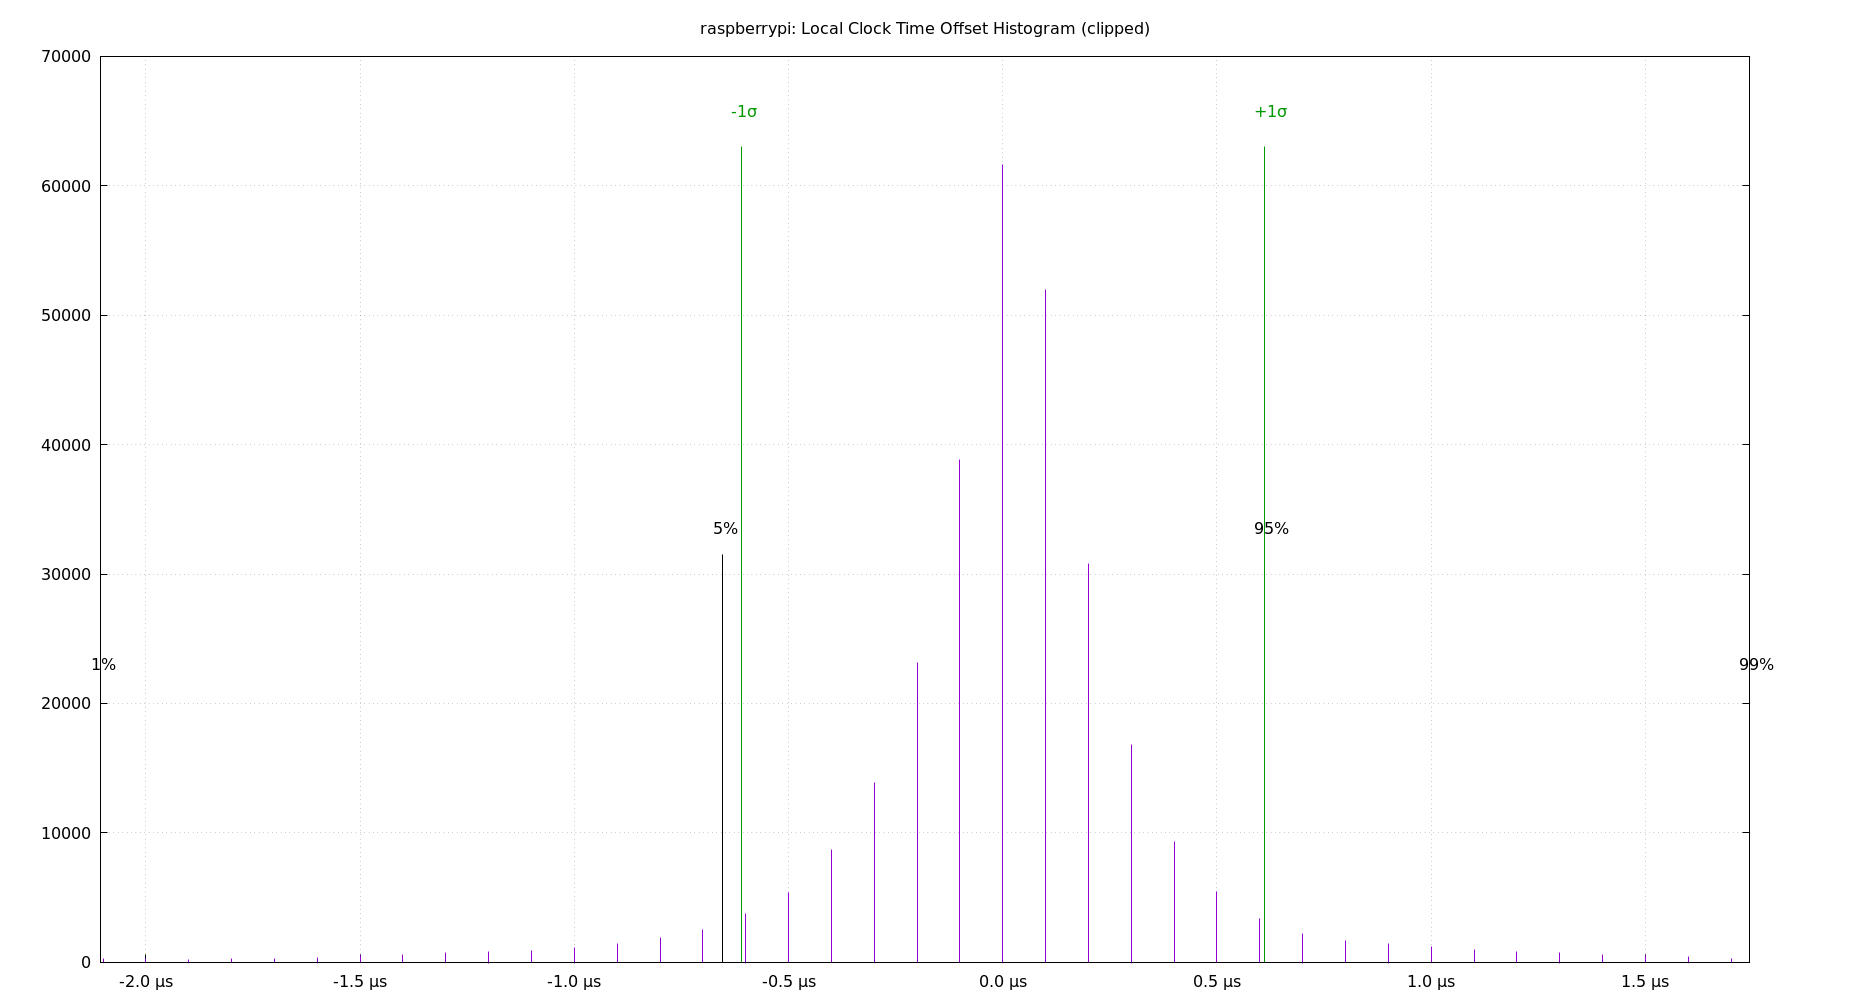 raspberrypi: Local Clock Time Offset Histogram (clipped)
70000
-1σ
+1σ
60000
50000
40000
5%
95%
30000
1%
99%
20000
10000
0
-2.0 µs
-1.5 µs
-1.0 µs
-0.5 µs
0.0 µs
0.5 µs
1.0 µs
1.5 µs